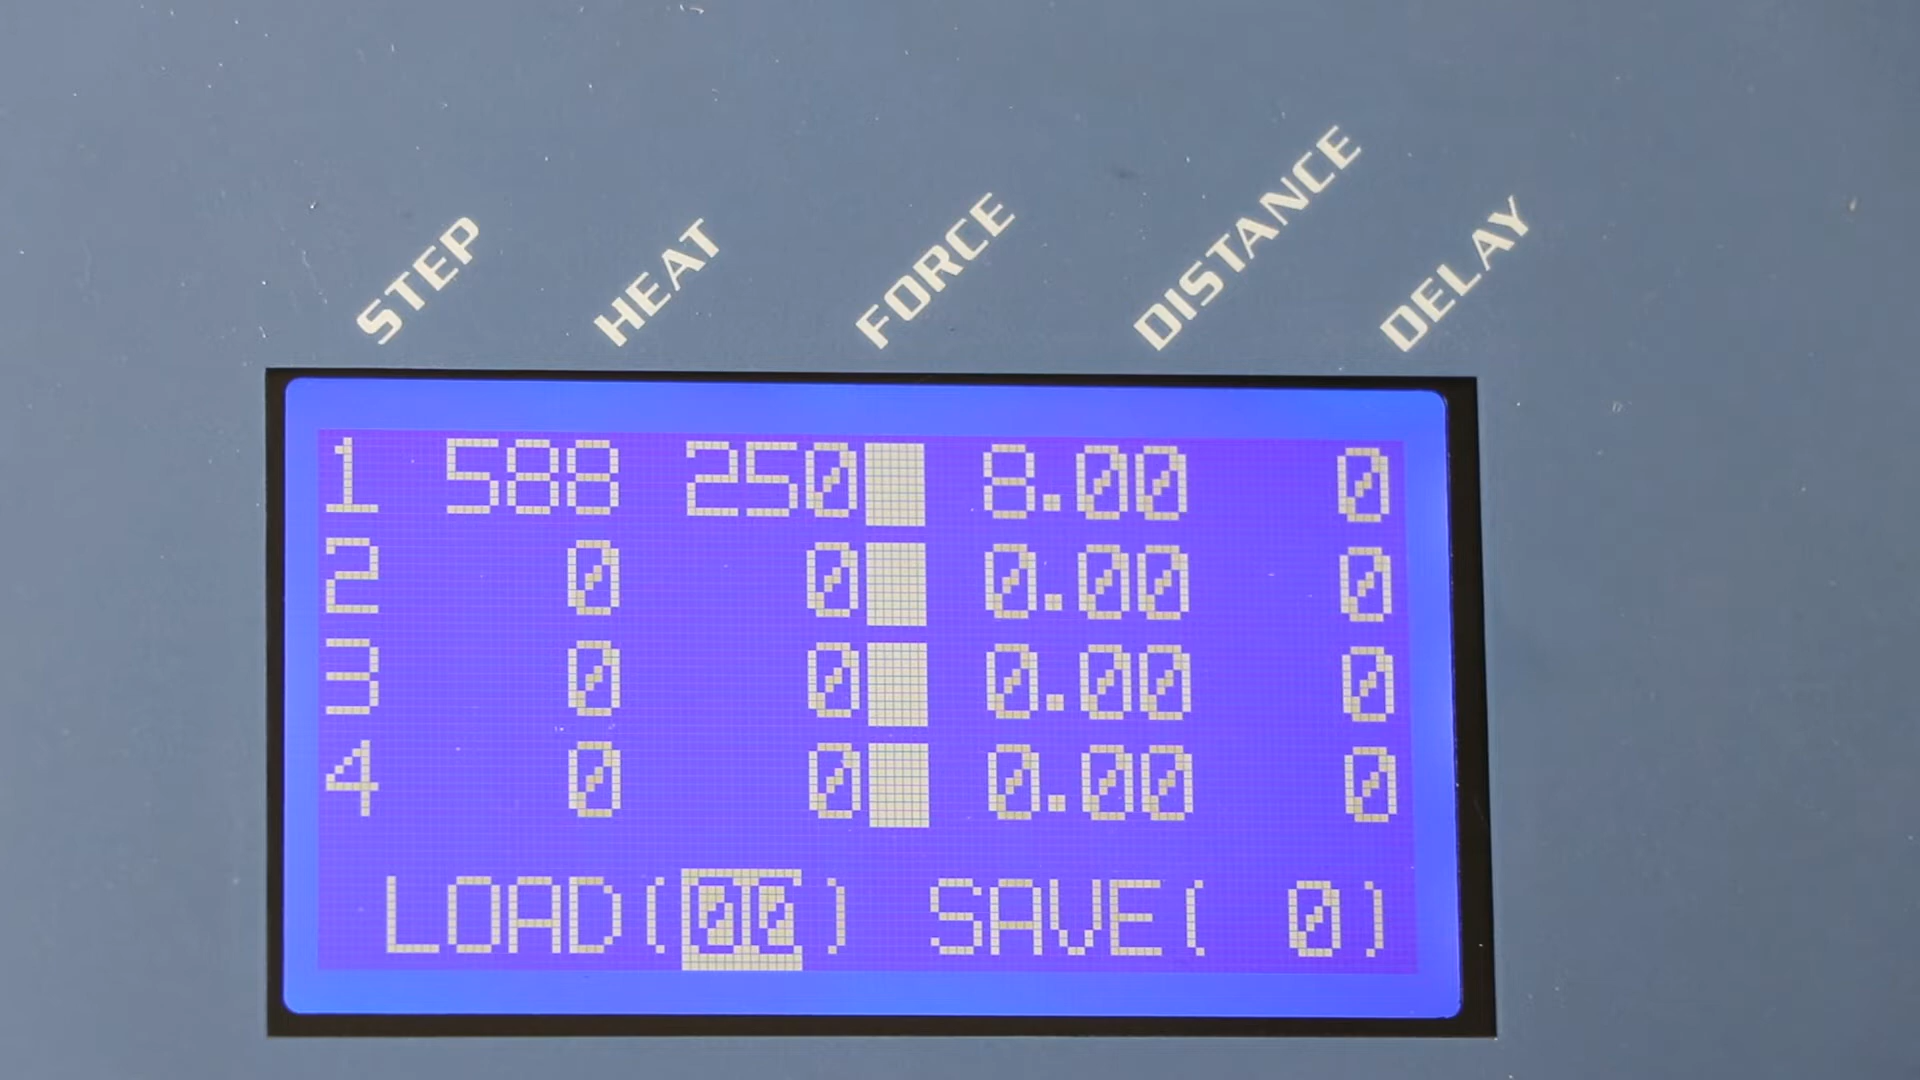 STEP HEAT FORCE DISTANCE DELAY
1 588 250 8.00 0
2 0 0 0.00 0
3 0 0 0.00 0
4 0 0 0.00 0
LOAD( ) SAVE( 0)